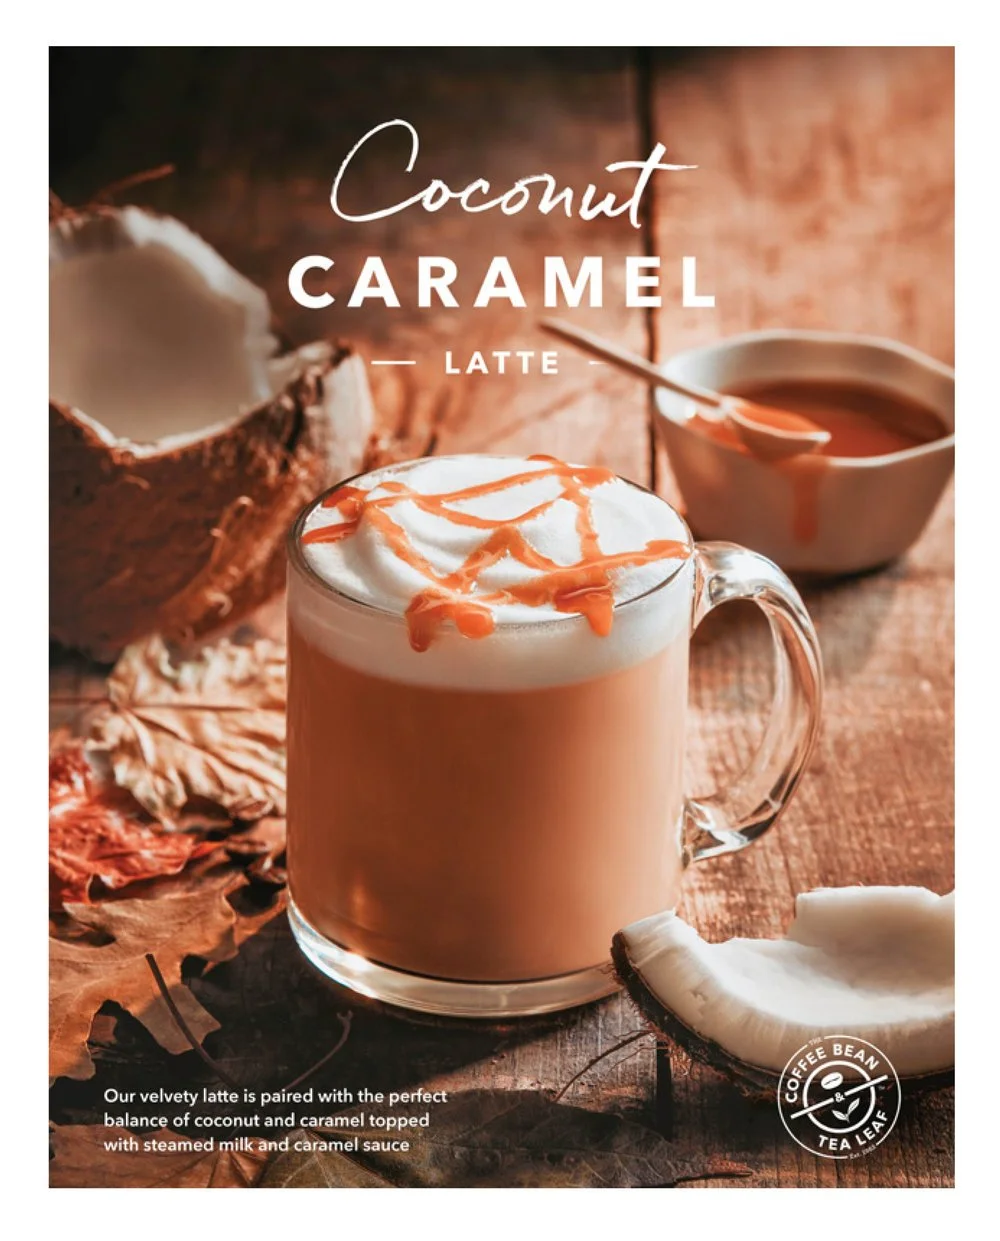 Coconut
CARAMEL
LATTE
Our velvety latte is paired with the perfect
balance of coconut and caramel topped
with steamed milk and caramel sauce
THE
COFFEE BEAN
&
TEA LEAF